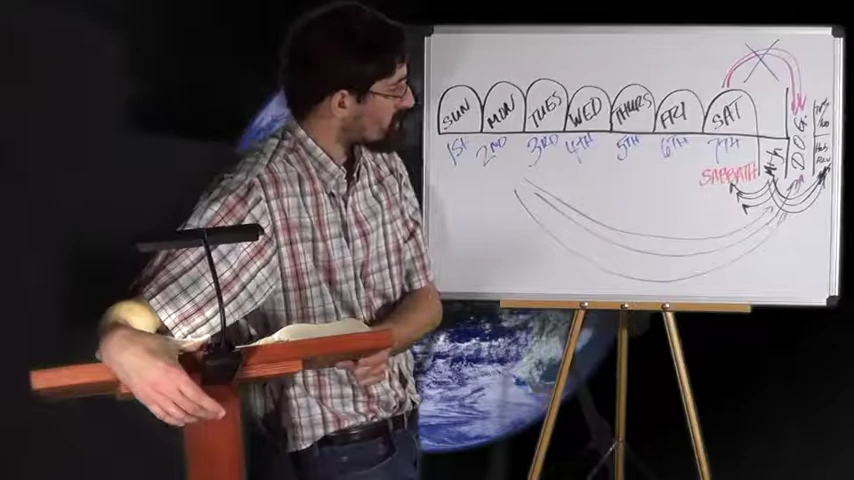 SUN MON TUES WED THURS FRI SAT
1ST 2ND 3RD 4TH 5TH 6TH 7TH
SABBATH
D.O.G.